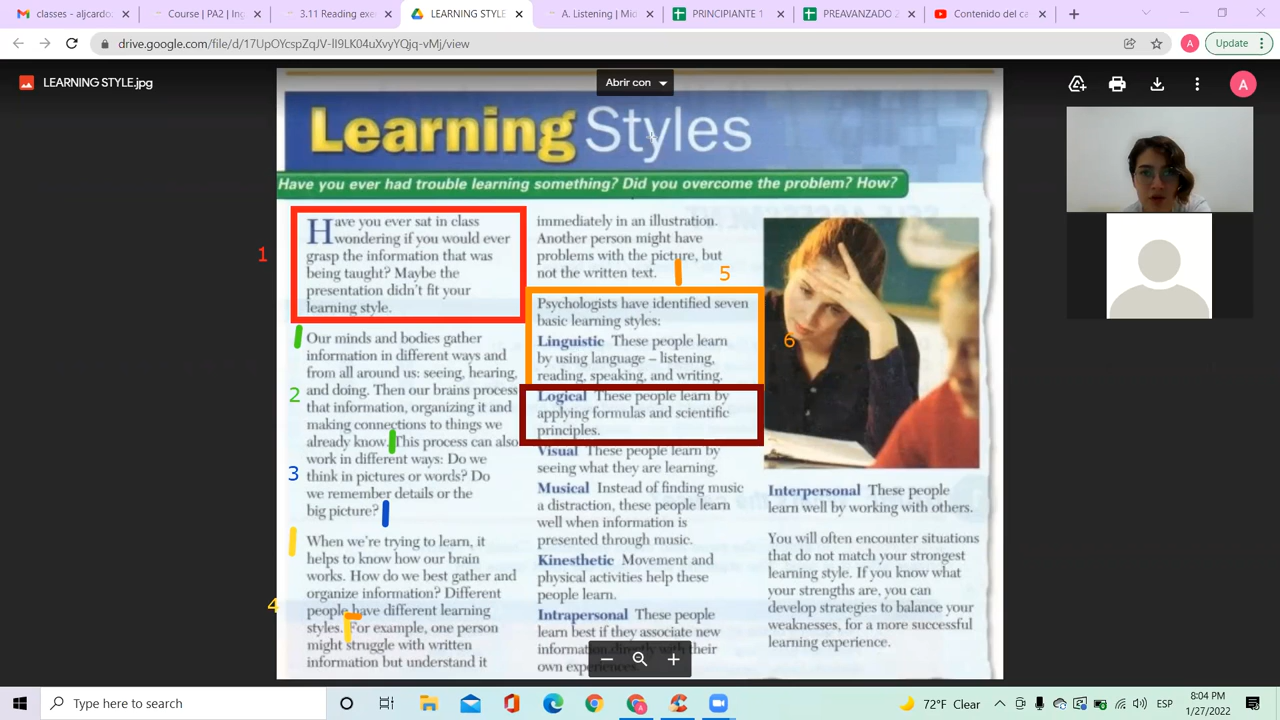 classes - aljcar
Course | PA2 | In
3.11 Reading exe
LEARNING STYLE
A. Listening | Mic
PRINCIPIANTE 1
PREAVANZADO 2
Contenido del ca
drive.google.com/file/d/17UpOYcspZqJV-lI9LK04uXvyYQjq-vMj/view
A
Update
LEARNING STYLE.jpg
Abrir con
A
Learning Styles
Have you ever had trouble learning something? Did you overcome the problem? How?
1
Have you ever sat in class
wondering if you would ever
grasp the information that was
being taught? Maybe the
presentation didn't fit your
learning style.
2
Our minds and bodies gather
information in different ways and
from all around us: seeing, hearing,
and doing. Then our brains process
that information, organizing it and
making connections to things we
already know. This process can also
3
work in different ways: Do we
think in pictures or words? Do
we remember details or the
big picture?
When we're trying to learn, it
helps to know how our brain
works. How do we best gather and
organize information? Different
4
people have different learning
styles. For example, one person
might struggle with written
information but understand it
immediately in an illustration.
Another person might have
problems with the picture, but
not the written text.
5
Psychologists have identified seven
basic learning styles:
Linguistic These people learn
by using language – listening,
reading, speaking, and writing.
6
Logical These people learn by
applying formulas and scientific
principles.
Visual These people learn by
seeing what they are learning.
Musical Instead of finding music
a distraction, these people learn
well when information is
presented through music.
Kinesthetic Movement and
physical activities help these
people learn.
Intrapersonal These people
learn best if they associate new
information directly with their
own experiences.
Interpersonal These people
learn well by working with others.
You will often encounter situations
that do not match your strongest
learning style. If you know what
your strengths are, you can
develop strategies to balance your
weaknesses, for a more successful
learning experience.
Type here to search
72°F Clear
ESP
8:04 PM
1/27/2022